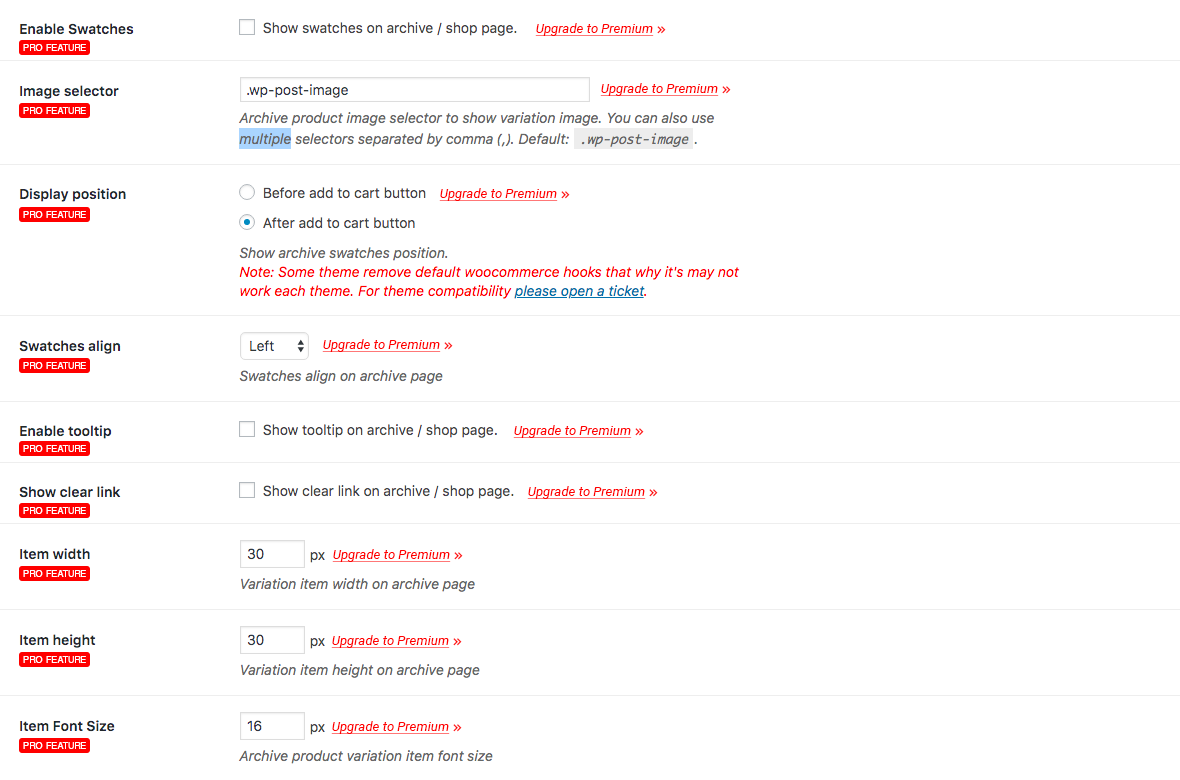 Enable Swatches
Show swatches on archive / shop page. Upgrade to Premium »
PRO FEATURE
Image selector
.wp-post-image Upgrade to Premium »
PRO FEATURE
Archive product image selector to show variation image. You can also use
multiple selectors separated by comma (,). Default: .wp-post-image .
Display position
Before add to cart button Upgrade to Premium »
PRO FEATURE
After add to cart button
Show archive swatches position.
Note: Some theme remove default woocommerce hooks that why it's may not
work each theme. For theme compatibility please open a ticket.
Swatches align
Left Upgrade to Premium »
PRO FEATURE
Swatches align on archive page
Enable tooltip
Show tooltip on archive / shop page. Upgrade to Premium »
PRO FEATURE
Show clear link
Show clear link on archive / shop page. Upgrade to Premium »
PRO FEATURE
Item width
30 px Upgrade to Premium »
PRO FEATURE
Variation item width on archive page
Item height
30 px Upgrade to Premium »
PRO FEATURE
Variation item height on archive page
Item Font Size
16 px Upgrade to Premium »
PRO FEATURE
Archive product variation item font size